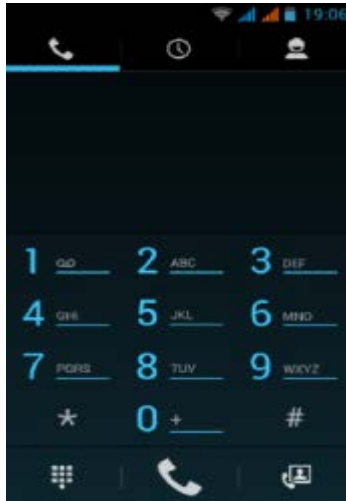 19:06
1 2 ABC 3 DEF
4 GHI 5 JKL 6 MNO
7 PQRS 8 TUV 9 WXYZ
* 0 + #